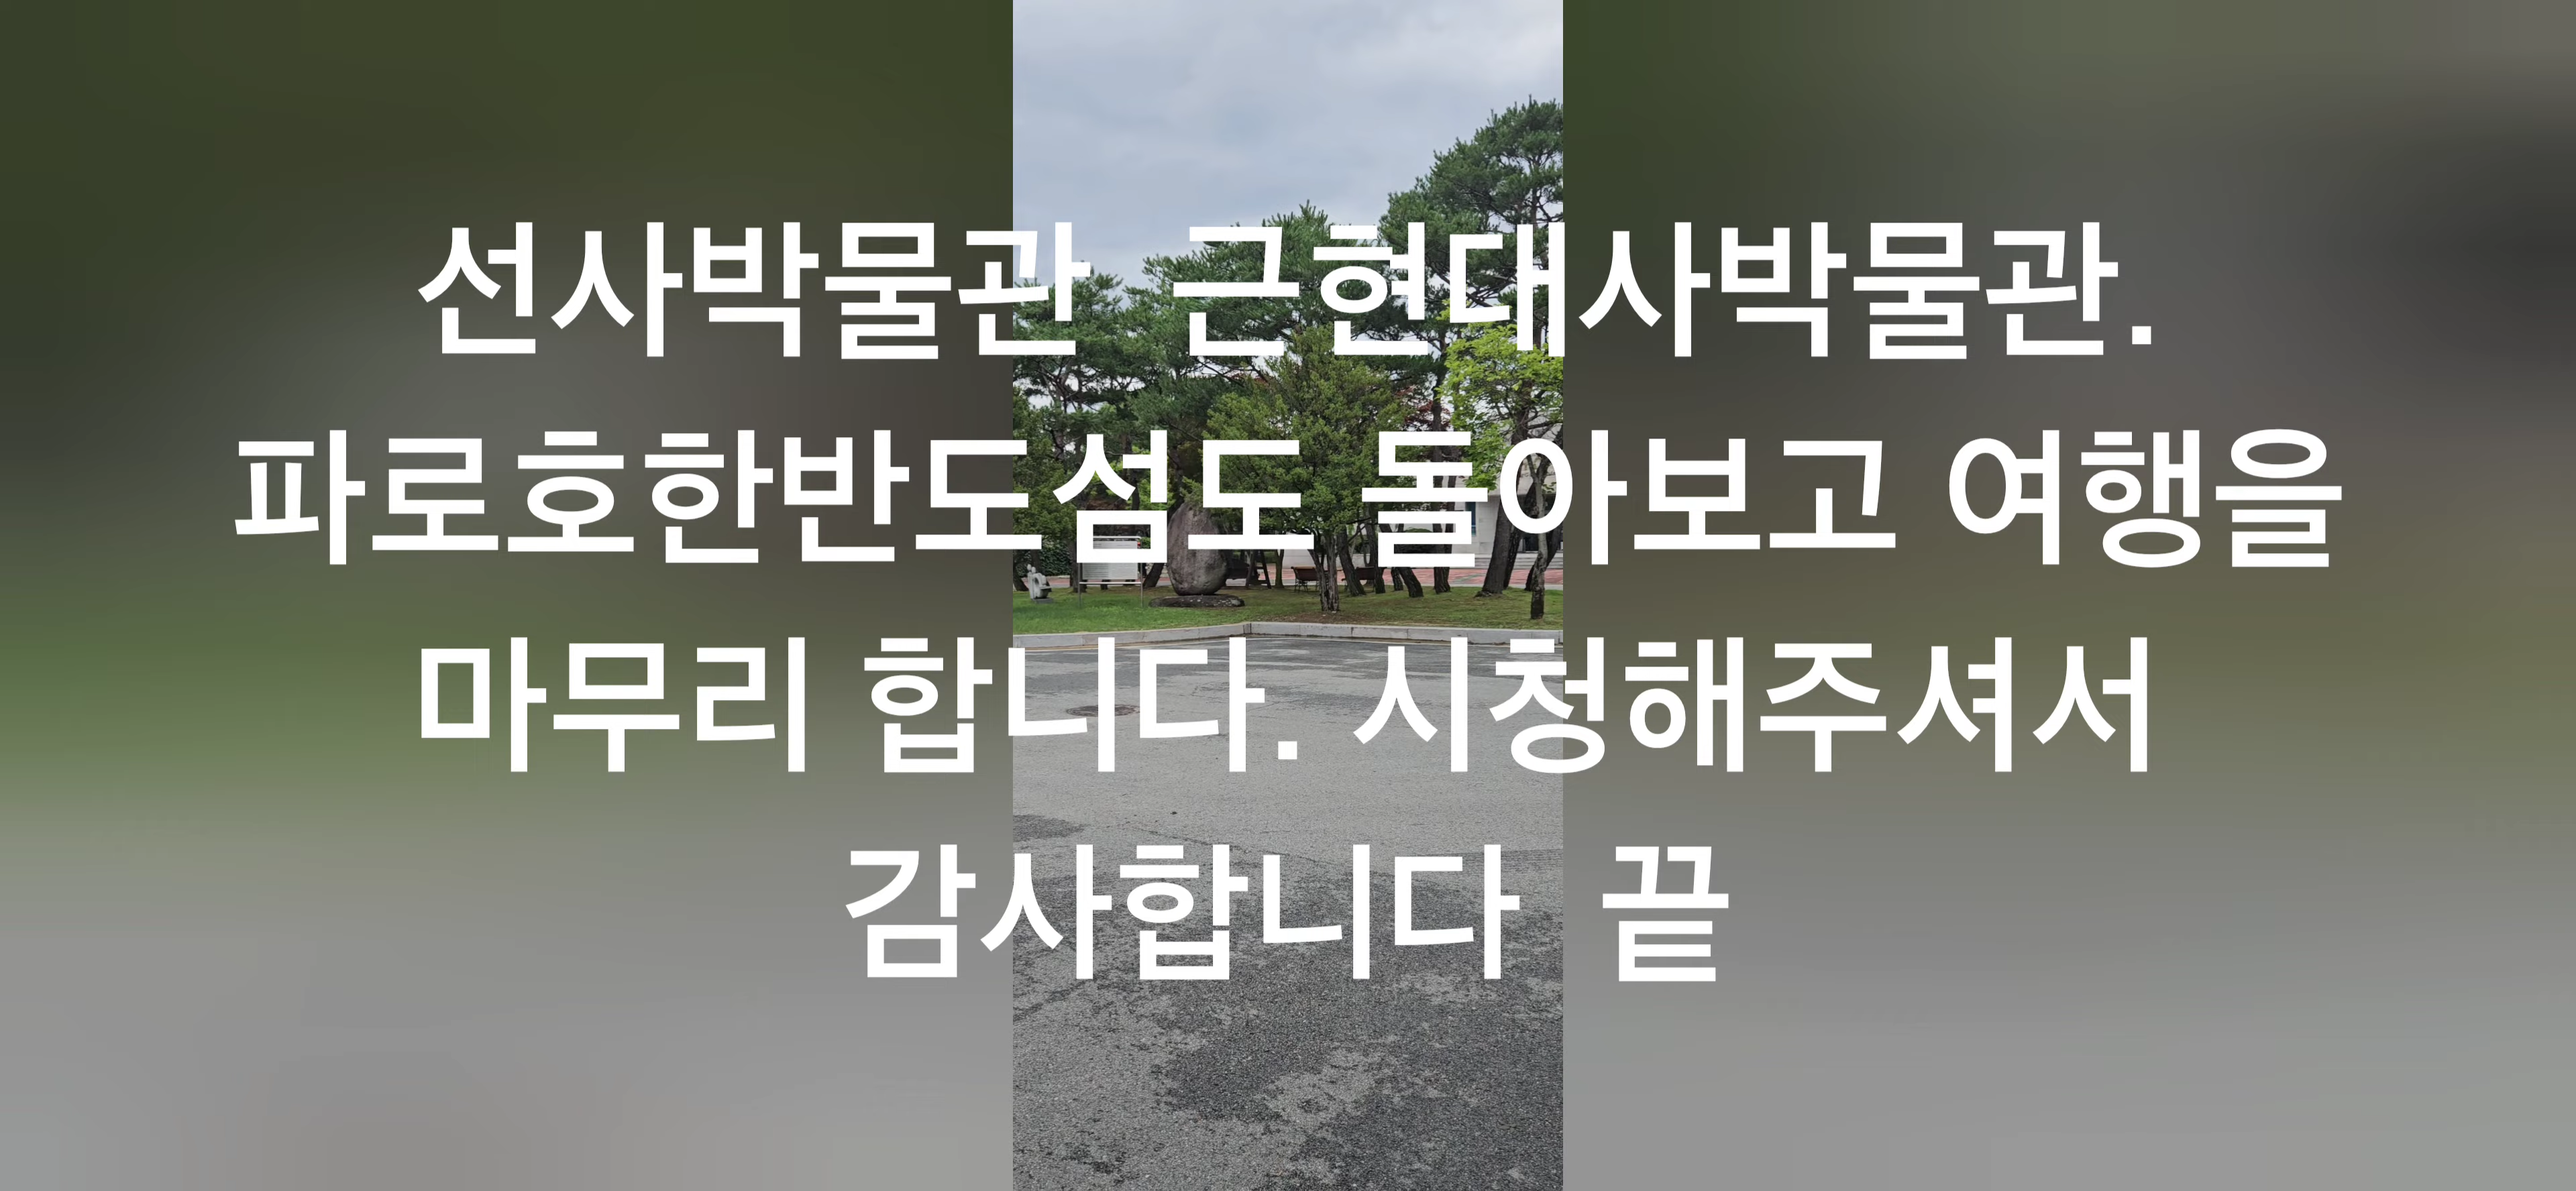 선사박물관  근현대사박물관.
파로호한반도섬도 돌아보고 여행을
마무리 합니다. 시청해주셔서
감사합니다  끝